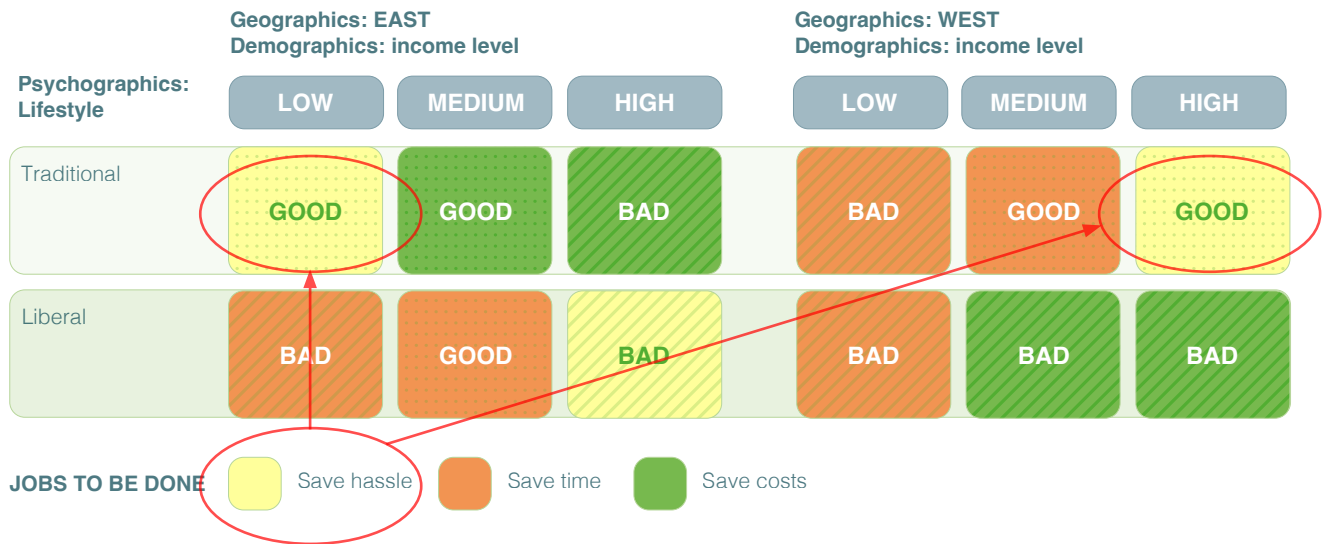 Geographics: EAST
Demographics: income level
Geographics: WEST
Demographics: income level
Psychographics:
Lifestyle
LOW MEDIUM HIGH LOW MEDIUM HIGH
Traditional
GOOD GOOD BAD BAD GOOD GOOD
Liberal
BAD GOOD BAD BAD BAD BAD
JOBS TO BE DONE Save hassle Save time Save costs